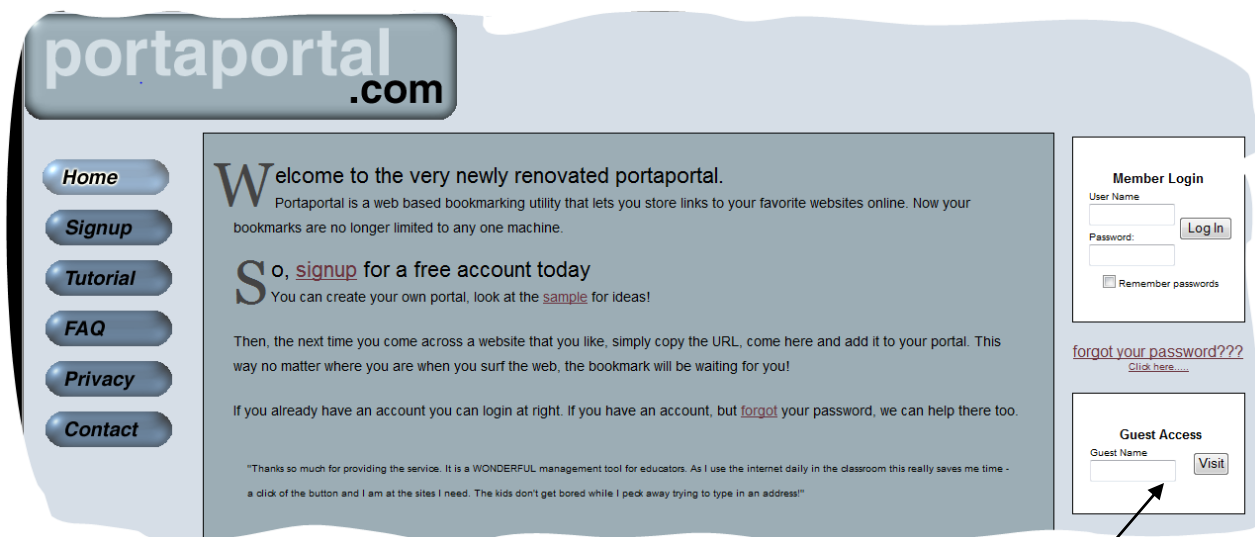 portaportal
.com
Home
Signup
Tutorial
FAQ
Privacy
Contact
Welcome to the very newly renovated portaportal.
Portaportal is a web based bookmarking utility that lets you store links to your favorite websites online. Now your
bookmarks are no longer limited to any one machine.
So, signup for a free account today
You can create your own portal, look at the sample for ideas!
Then, the next time you come across a website that you like, simply copy the URL, come here and add it to your portal. This
way no matter where you are when you surf the web, the bookmark will be waiting for you!
If you already have an account you can login at right. If you have an account, but forgot your password, we can help there too.
"Thanks so much for providing the service. It is a WONDERFUL management tool for educators. As I use the internet daily in the classroom this really saves me time -
a click of the button and I am at the sites I need. The kids don't get bored while I peck away trying to type in an address!"
Member Login
User Name
Log In
Password:
Remember passwords
forgot your password???
Click here.....
Guest Access
Guest Name
Visit